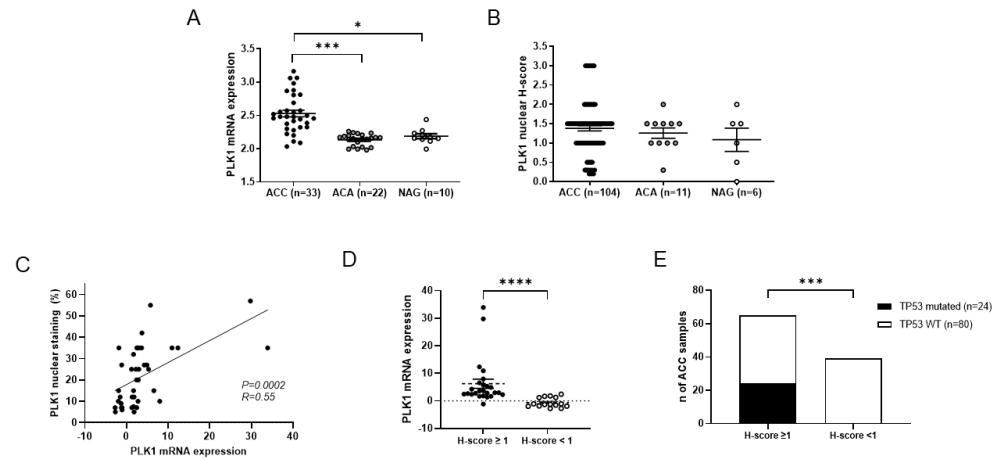 A
*
***
PLK1 mRNA expression
3.5
3.0
2.5
2.0
1.5
ACC (n=33)
ACA (n=22)
NAG (n=10)
B
PLK1 nuclear H-score
3.5
3.0
2.5
2.0
1.5
1.0
0.5
0.0
ACC (n=104)
ACA (n=11)
NAG (n=6)
C
PLK1 nuclear staining (%)
60
50
40
30
20
10
0
P=0.0002
R=0.55
-10
0
10
20
30
40
PLK1 mRNA expression
D
****
PLK1 mRNA expression
40
30
20
10
0
-10
H-score ≥ 1
H-score < 1
E
***
n of ACC samples
80
60
40
20
0
H-score ≥1
H-score <1
TP53 mutated (n=24)
TP53 WT (n=80)